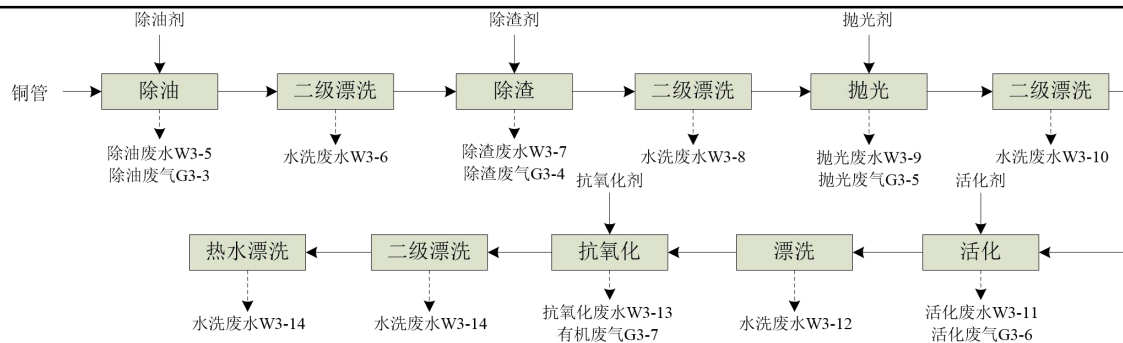 除油剂
除渣剂
抛光剂
铜管
除油
二级漂洗
除渣
二级漂洗
抛光
二级漂洗
除油废水W3-5
除油废气G3-3
水洗废水W3-6
除渣废水W3-7
除渣废气G3-4
水洗废水W3-8
抛光废水W3-9
抛光废气G3-5
水洗废水W3-10
抗氧化剂
活化剂
热水漂洗
二级漂洗
抗氧化
漂洗
活化
水洗废水W3-14
水洗废水W3-14
抗氧化废水W3-13
有机废气G3-7
水洗废水W3-12
活化废水W3-11
活化废气G3-6